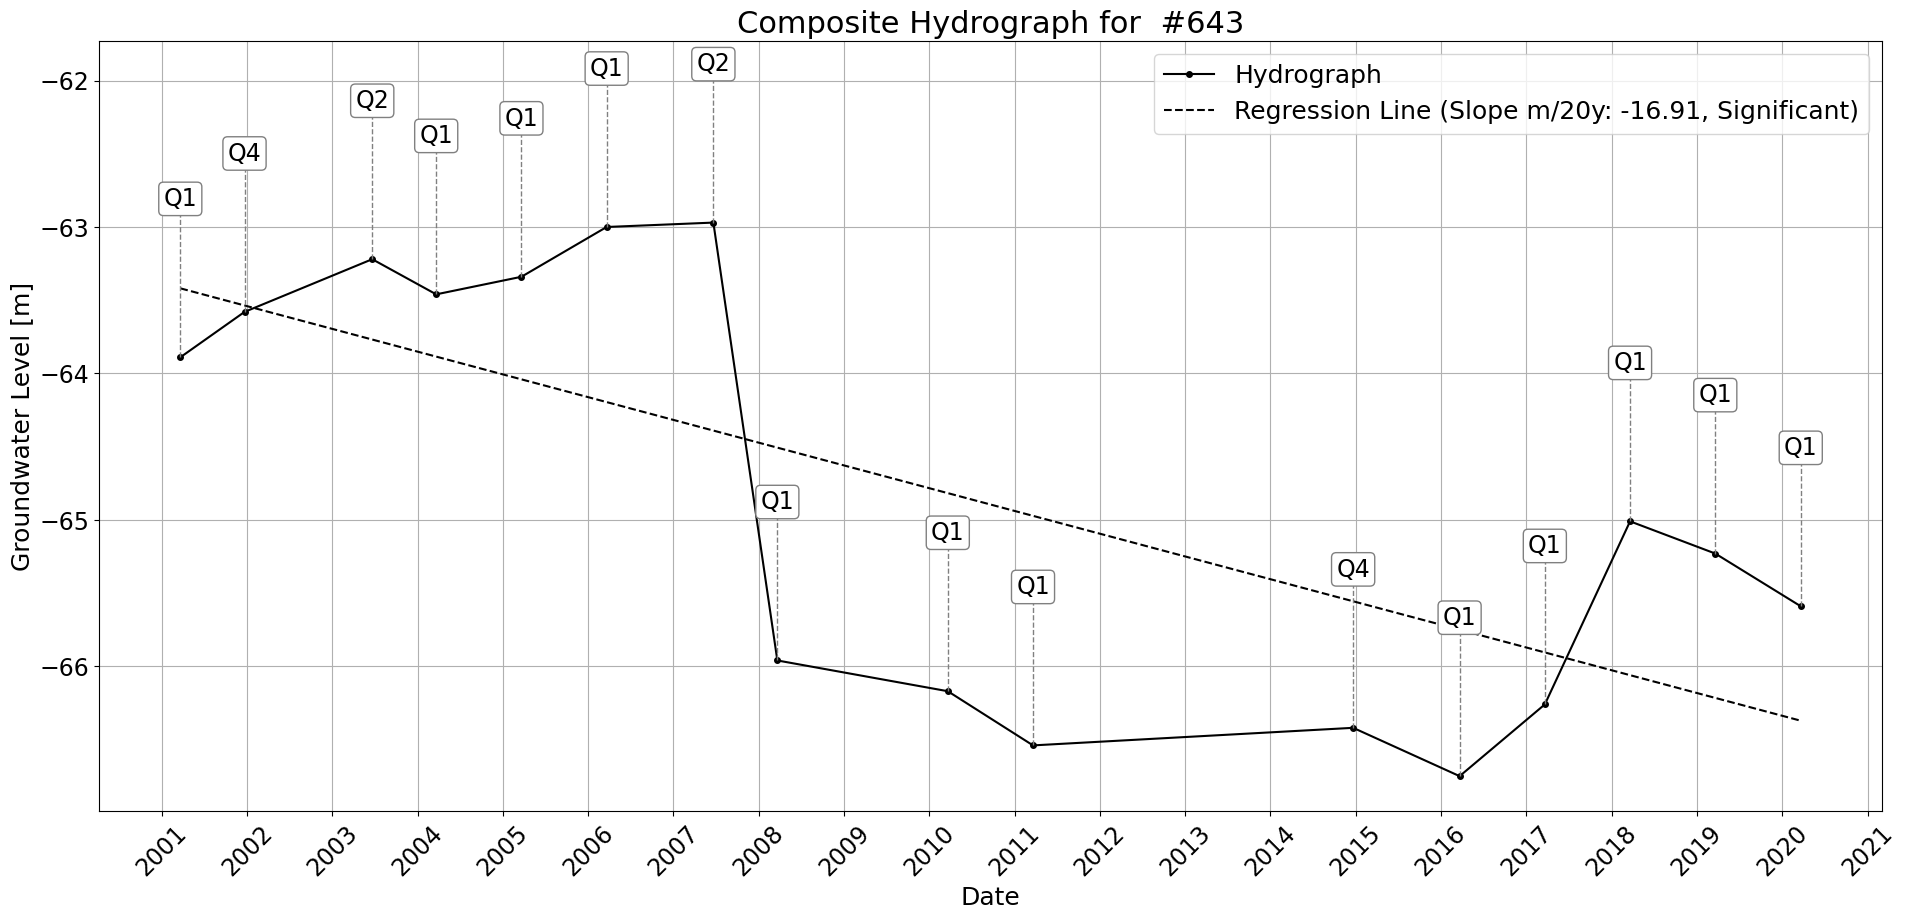 Composite Hydrograph for  #643
Hydrograph
Regression Line (Slope m/20y: -16.91, Significant)
Groundwater Level [m]
−62
−63
−64
−65
−66
Q1
Q4
Q2
Q1
Q1
Q1
Q2
Q1
Q1
Q1
Q4
Q1
Q1
Q1
Q1
Q1
2001
2002
2003
2004
2005
2006
2007
2008
2009
2010
2011
2012
2013
2014
2015
2016
2017
2018
2019
2020
2021
Date